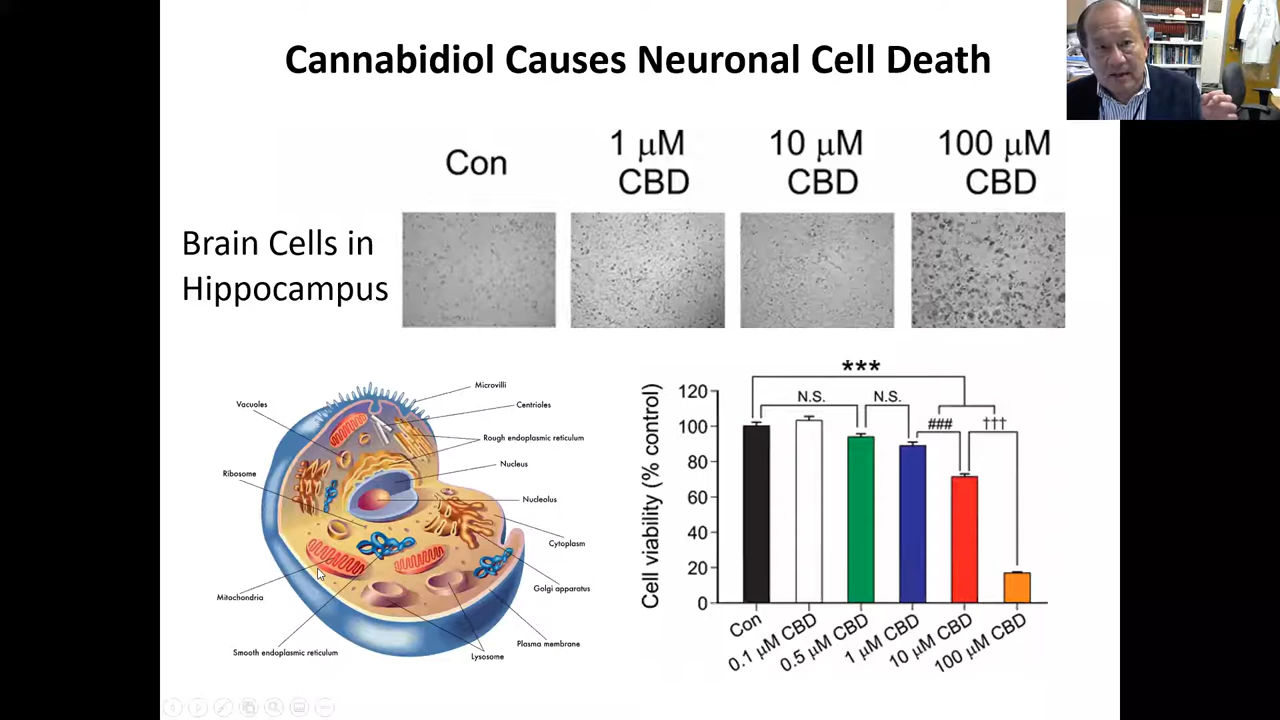 Cannabidiol Causes Neuronal Cell Death
Con
1 μM
CBD
10 μM
CBD
100 μM
CBD
Brain Cells in
Hippocampus
Microvilli
Vacuoles
Centrioles
Rough endoplasmic reticulum
Nucleus
Ribosome
Nucleolus
Cytoplasm
Golgi apparatus
Mitochondria
Plasma membrane
Smooth endoplasmic reticulum
Lysosome
Cell viability (% control)
120
100
80
60
40
20
0
***
N.S.
N.S.
###
†††
Con
0.1 μM CBD
0.5 μM CBD
1 μM CBD
10 μM CBD
100 μM CBD